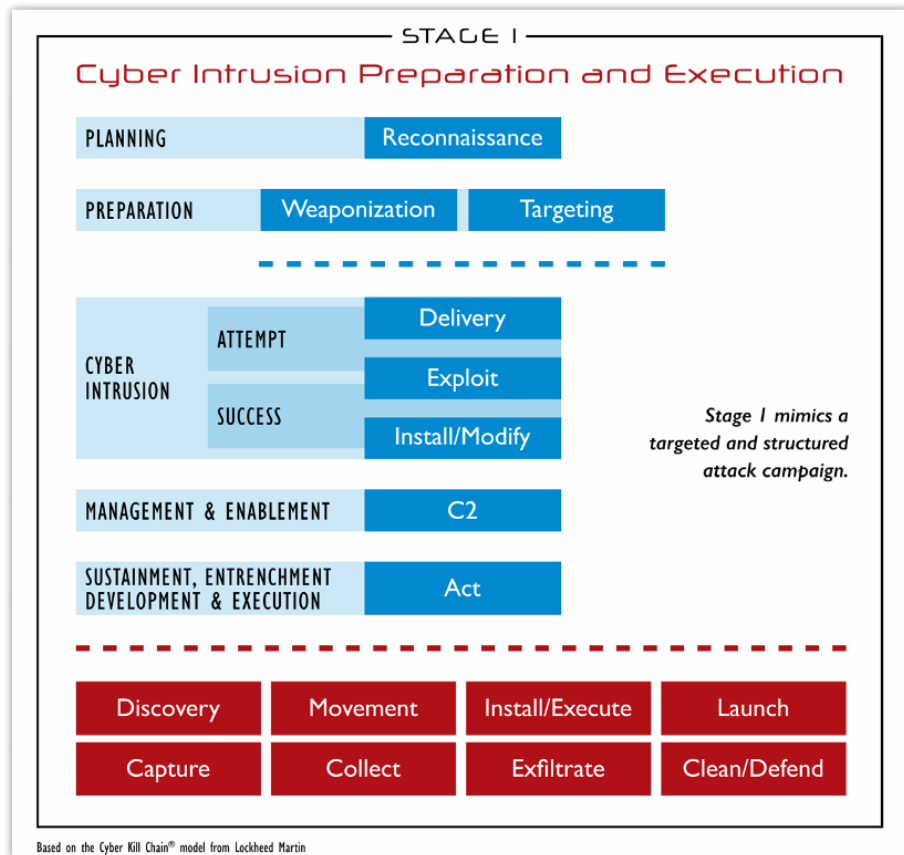 STAGE 1
Cyber Intrusion Preparation and Execution
PLANNING
Reconnaissance
PREPARATION
Weaponization
Targeting
CYBER
INTRUSION
ATTEMPT
SUCCESS
Delivery
Exploit
Install/Modify
Stage 1 mimics a
targeted and structured
attack campaign.
MANAGEMENT & ENABLEMENT
C2
SUSTAINMENT, ENTRENCHMENT
DEVELOPMENT & EXECUTION
Act
Discovery
Movement
Install/Execute
Launch
Capture
Collect
Exfiltrate
Clean/Defend
Based on the Cyber Kill Chain® model from Lockheed Martin